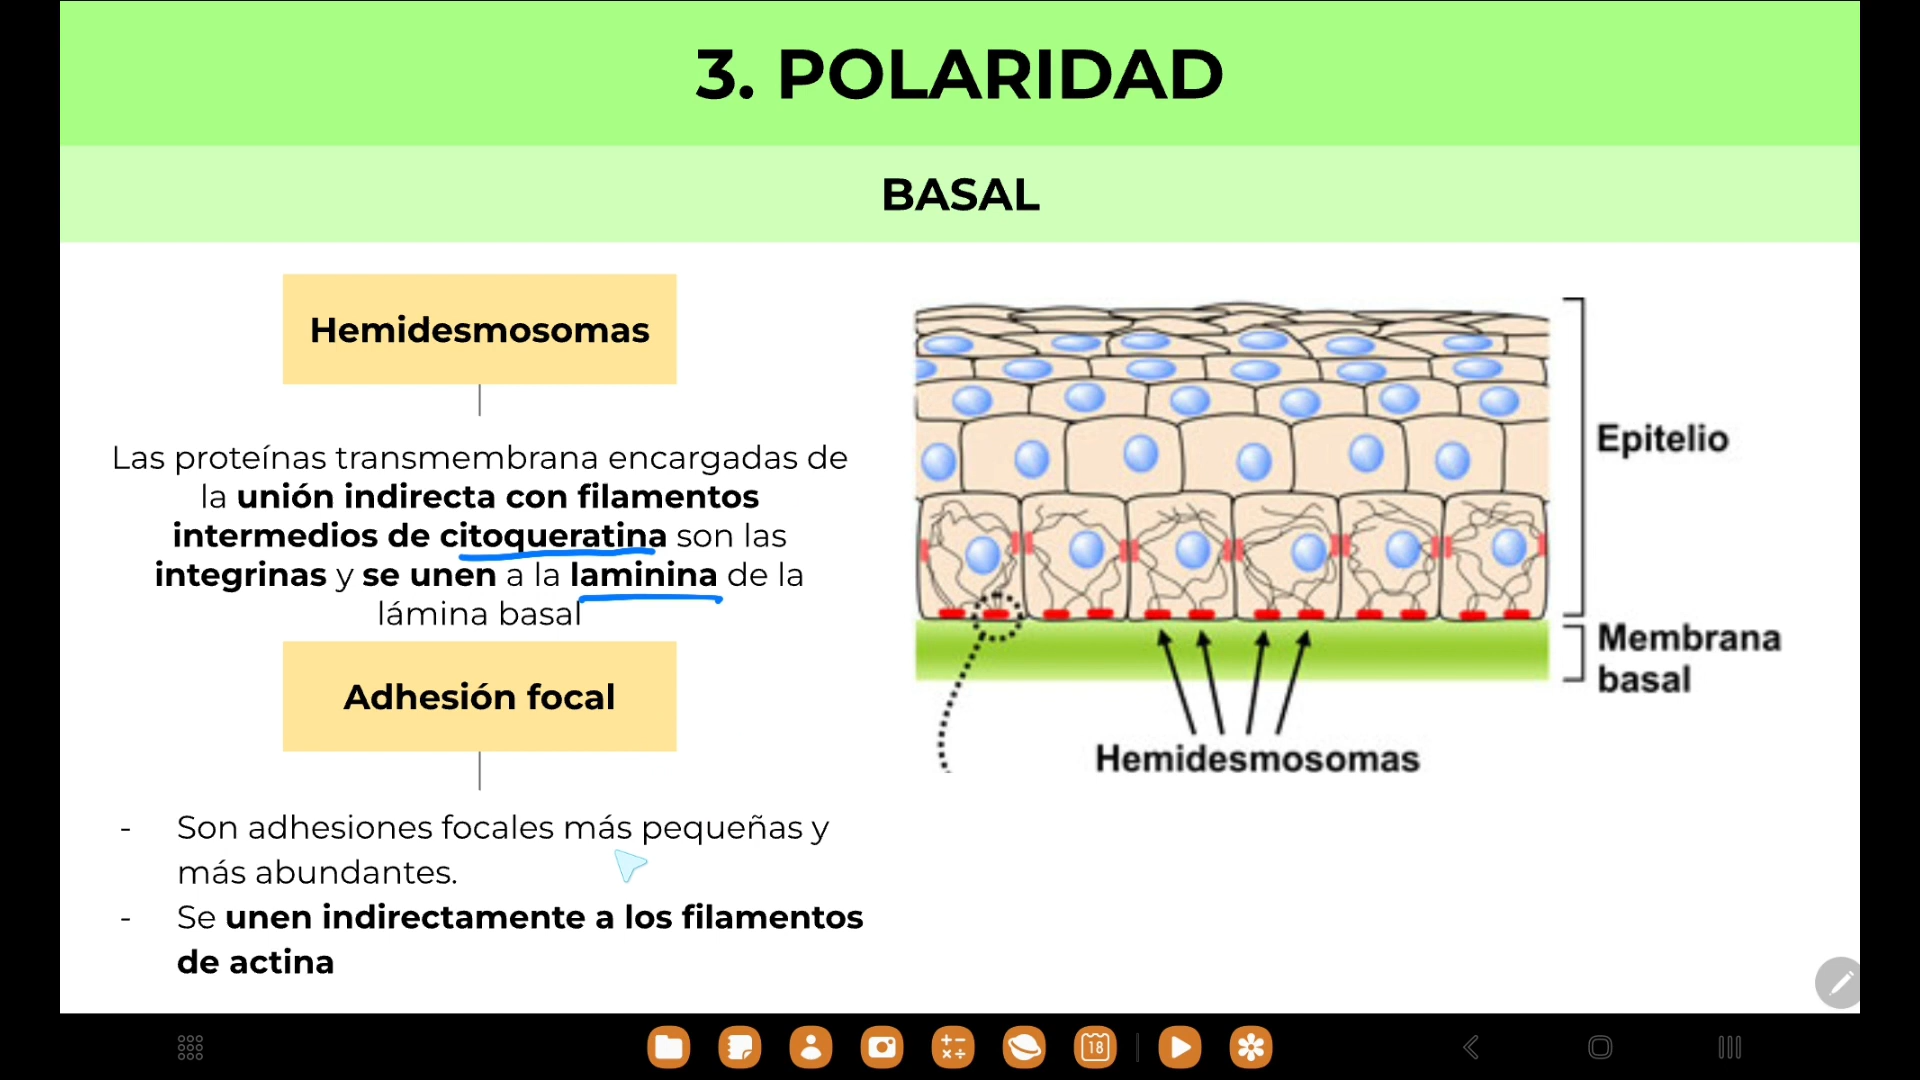 3. POLARIDAD
BASAL
Hemidesmosomas
Las proteínas transmembrana encargadas de
la unión indirecta con filamentos
intermedios de citoqueratina son las
integrinas y se unen a la laminina de la
lámina basal
Adhesión focal
- Son adhesiones focales más pequeñas y
más abundantes.
- Se unen indirectamente a los filamentos
de actina
Epitelio
Membrana
basal
Hemidesmosomas
18